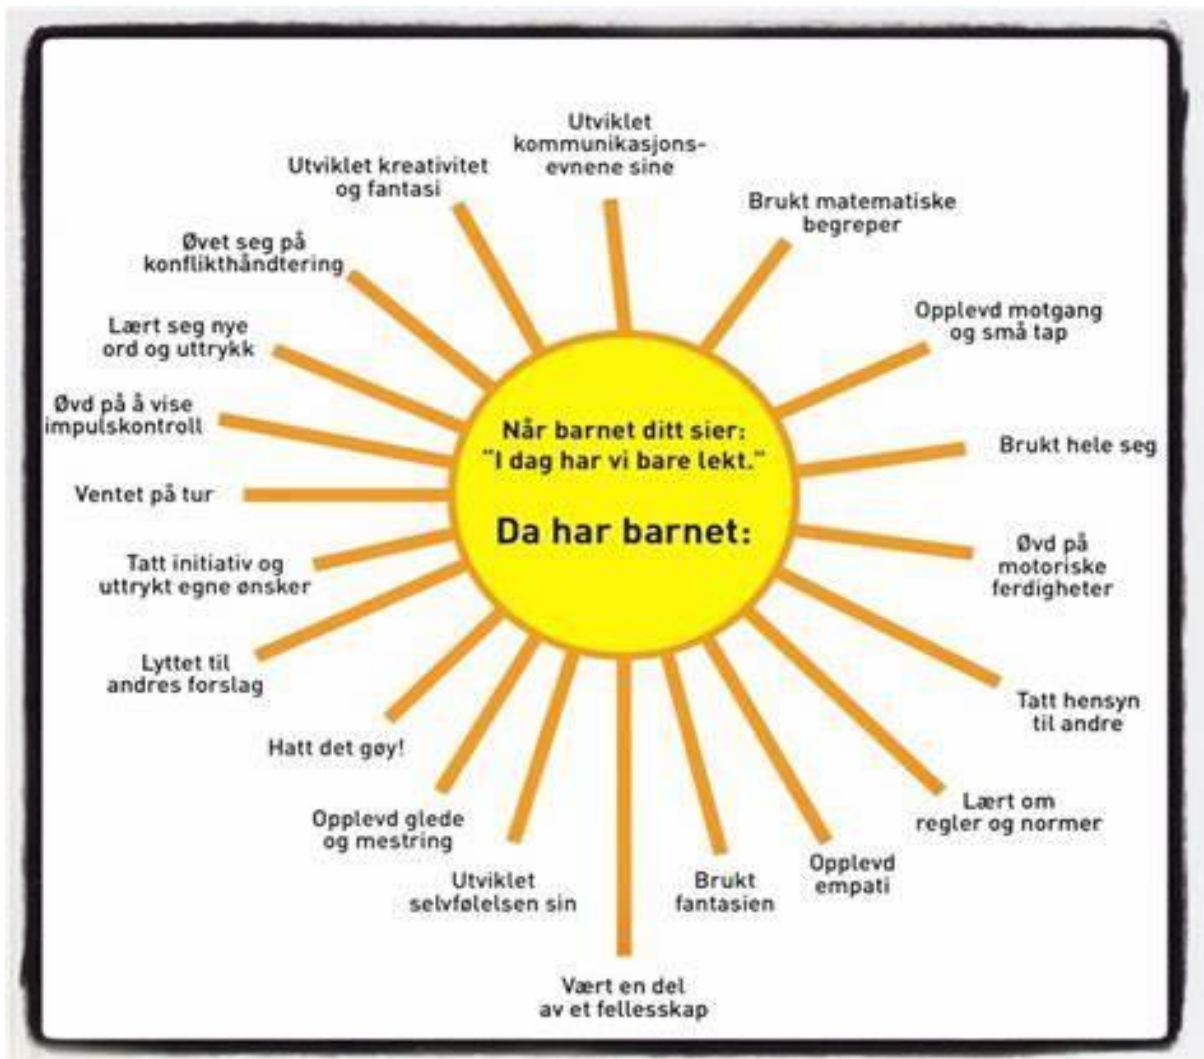 Når barnet ditt sier:
"I dag har vi bare lekt."
Da har barnet:
Utviklet
kommunikasjons-
evnene sine
Brukt matematiske
begreper
Opplevd motgang
og små tap
Brukt hele seg
Øvd på
motoriske
ferdigheter
Tatt hensyn
til andre
Lært om
regler og normer
Opplevd
empati
Brukt
fantasien
Vært en del
av et fellesskap
Utviklet
selvfølelsen sin
Opplevd glede
og mestring
Hatt det gøy!
Lyttet til
andres forslag
Tatt initiativ og
uttrykt egne ønsker
Ventet på tur
Øvd på å vise
impulskontroll
Lært seg nye
ord og uttrykk
Øvet seg på
konflikthåndtering
Utviklet kreativitet
og fantasi